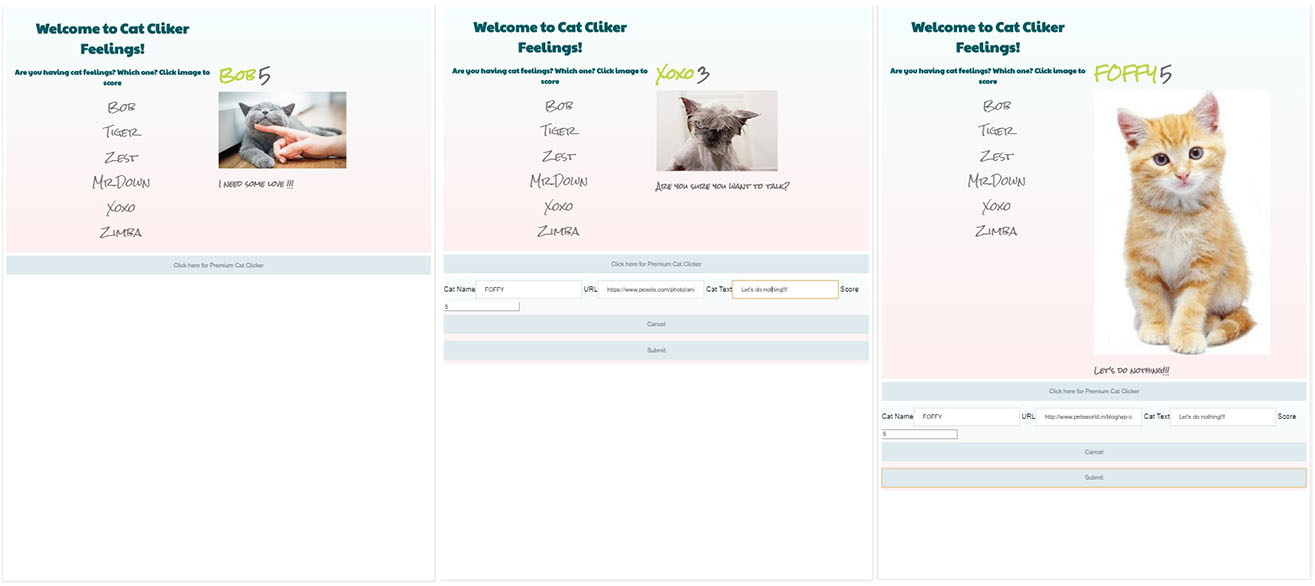 Welcome to Cat Cliker
Feelings!
Are you having cat feelings? Which one? Click image to
score
Bob 5
Bob
Tiger
Zest
Mr.Down
Xoxo
Zimba
I need some love !!!
Click here for Premium Cat Clicker
Welcome to Cat Cliker
Feelings!
Are you having cat feelings? Which one? Click image to
score
Xoxo 3
Bob
Tiger
Zest
Mr.Down
Xoxo
Zimba
Are you sure you want to talk?
Click here for Premium Cat Clicker
Cat Name FOFFY URL https://www.pexels.com/photo/ani Cat Text Let's do nothing!!! Score
5
Cancel
Submit
Welcome to Cat Cliker
Feelings!
Are you having cat feelings? Which one? Click image to
score
FOFFY 5
Bob
Tiger
Zest
Mr.Down
Xoxo
Zimba
Let's do nothing!!!
Click here for Premium Cat Clicker
Cat Name FOFFY URL http://www.petsworld.in/blog/wp-c Cat Text Let's do nothing!!! Score
5
Cancel
Submit